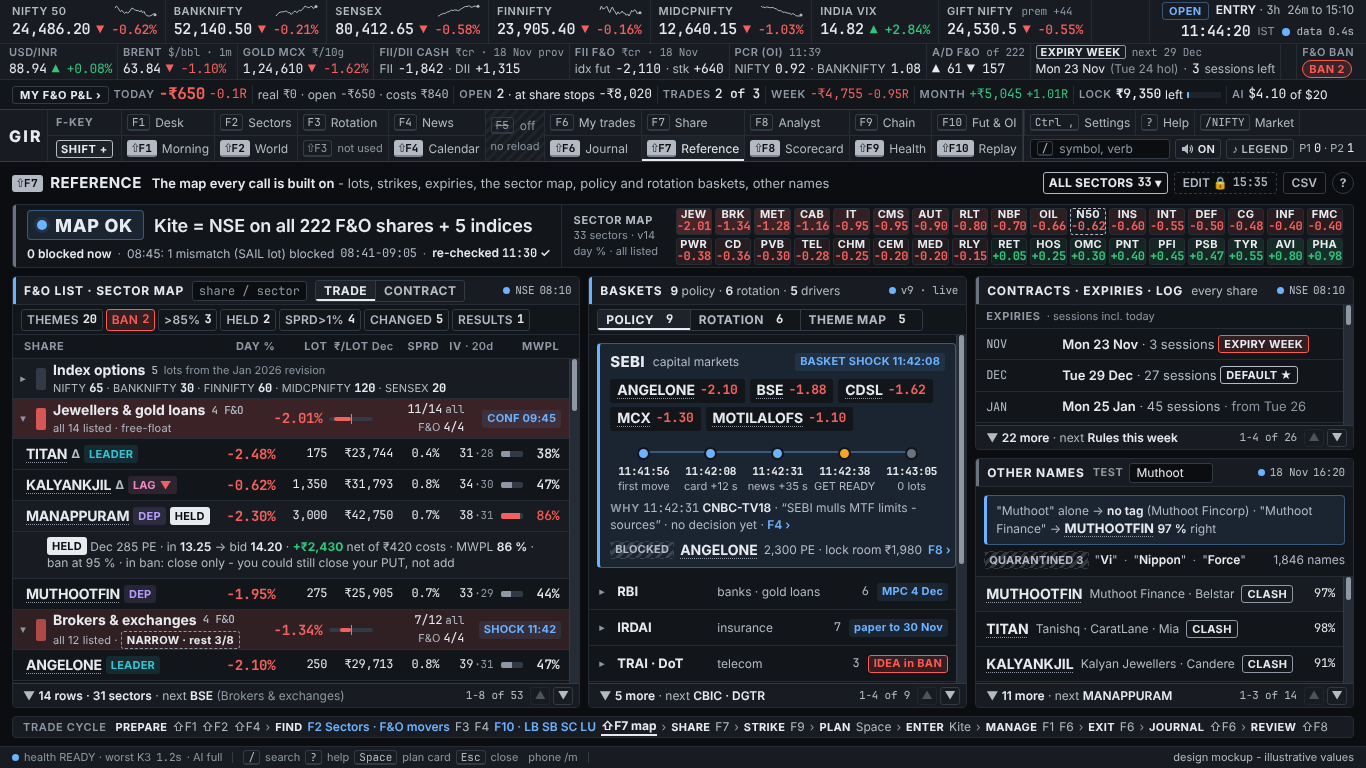 NIFTY 50 BANKNIFTY SENSEX FINNIFTY MIDCPNIFTY INDIA VIX GIFT NIFTY prem +44 OPEN ENTRY · 3h 26m to 15:10
24,486.20 ▼ -0.62% 52,140.50 ▼ -0.21% 80,412.65 ▼ -0.58% 23,905.40 ▼ -0.16% 12,640.15 ▼ -1.03% 14.82 ▲ +2.84% 24,530.5 ▼ -0.55% 11:44:20 IST ● data 0.4s
USD/INR BRENT $/bbl · 1m GOLD MCX ₹/10g FII/DII CASH ₹cr · 18 Nov prov FII F&O ₹cr · 18 Nov PCR (OI) 11:39 A/D F&O of 222 EXPIRY WEEK next 29 Dec F&O BAN
88.94 ▲ +0.08% 63.84 ▼ -1.10% 1,24,610 ▼ -1.62% FII -1,842 · DII +1,315 idx fut -2,110 · stk +640 NIFTY 0.92 · BANKNIFTY 1.08 ▲ 61 ▼ 157 Mon 23 Nov (Tue 24 hol) · 3 sessions left BAN 2
MY F&O P&L › TODAY -₹650 -0.1R real ₹0 · open -₹650 · costs ₹840 OPEN 2 · at share stops -₹8,020 TRADES 2 of 3 WEEK -₹4,755 -0.95R MONTH +₹5,045 +1.01R LOCK ₹9,350 left AI $4.10 of $20
GIR F-KEY F1 Desk F2 Sectors F3 Rotation F4 News F5 off F6 My trades F7 Share F8 Analyst F9 Chain F10 Fut & OI Ctrl , Settings ? Help /NIFTY Market
SHIFT + ⇧F1 Morning ⇧F2 World ⇧F3 not used ⇧F4 Calendar no reload ⇧F6 Journal ⇧F7 Reference ⇧F8 Scorecard ⇧F9 Health ⇧F10 Replay / symbol, verb ON ♪ LEGEND P1 0 · P2 1
⇧F7 REFERENCE The map every call is built on - lots, strikes, expiries, the sector map, policy and rotation baskets, other names ALL SECTORS 33 ▾ EDIT 🔒 15:35 CSV ?
● MAP OK Kite = NSE on all 222 F&O shares + 5 indices
0 blocked now · 08:45: 1 mismatch (SAIL lot) blocked 08:41-09:05 · re-checked 11:30 ✓
SECTOR MAP
33 sectors · v14
day % · all listed
JEW BRK MET CAB IT CMS AUT RLT NBF OIL N50 INS INT DEF CG INF FMC
-2.01 -1.34 -1.28 -1.16 -0.95 -0.95 -0.90 -0.80 -0.70 -0.66 -0.62 -0.60 -0.55 -0.50 -0.48 -0.40 -0.40
PWR CD PVB TEL CHM CEM MED RLY RET HOS OMC PNT PFI PSB TYR AVI PHA
-0.38 -0.36 -0.30 -0.28 -0.25 -0.20 -0.20 -0.15 +0.05 +0.25 +0.30 +0.40 +0.45 +0.47 +0.55 +0.80 +0.98
F&O LIST · SECTOR MAP share / sector TRADE CONTRACT ● NSE 08:10
THEMES 20 BAN 2 >85% 3 HELD 2 SPRD>1% 4 CHANGED 5 RESULTS 1
SHARE DAY % LOT ₹/LOT Dec SPRD IV · 20d MWPL
▸ Index options 5 lots from the Jan 2026 revision
NIFTY 65 · BANKNIFTY 30 · FINNIFTY 60 · MIDCPNIFTY 120 · SENSEX 20
▾ Jewellers & gold loans 4 F&O -2.01% 11/14 all CONF 09:45
all 14 listed · free-float F&O 4/4
TITAN Δ LEADER -2.48% 175 ₹23,744 0.4% 31·28 38%
KALYANKJIL Δ LAG ▼ -0.62% 1,350 ₹31,793 0.8% 34·30 47%
MANAPPURAM DEP HELD -2.30% 3,000 ₹42,750 0.7% 38·31 86%
HELD Dec 285 PE · in 13.25 → bid 14.20 · +₹2,430 net of ₹420 costs · MWPL 86 % ·
ban at 95 % · in ban: close only - you could still close your PUT, not add
MUTHOOTFIN DEP -1.95% 275 ₹25,905 0.7% 33·29 44%
▾ Brokers & exchanges 4 F&O -1.34% 7/12 all SHOCK 11:42
all 12 listed · NARROW · rest 3/8 F&O 4/4
ANGELONE LEADER -2.10% 250 ₹29,713 0.8% 39·31 47%
▼ 14 rows · 31 sectors · next BSE (Brokers & exchanges) 1-8 of 53 ▲ ▼
BASKETS 9 policy · 6 rotation · 5 drivers ● v9 · live
POLICY 9 ROTATION 6 THEME MAP 5
SEBI capital markets BASKET SHOCK 11:42:08
ANGELONE -2.10 BSE -1.88 CDSL -1.62
MCX -1.30 MOTILALOFS -1.10
11:41:56 11:42:08 11:42:31 11:42:38 11:43:05
first move card +12 s news +35 s GET READY 0 lots
WHY 11:42:31 CNBC-TV18 · "SEBI mulls MTF limits -
sources" · no decision yet · F4 ›
BLOCKED ANGELONE 2,300 PE · lock room ₹1,980 F8 ›
▸ RBI banks · gold loans 6 MPC 4 Dec
▸ IRDAI insurance 7 paper to 30 Nov
▸ TRAI · DoT telecom 3 IDEA in BAN
▼ 5 more · next CBIC · DGTR 1-4 of 9 ▲ ▼
CONTRACTS · EXPIRIES · LOG every share ● NSE 08:10
EXPIRIES · sessions incl. today
NOV Mon 23 Nov · 3 sessions EXPIRY WEEK
DEC Tue 29 Dec · 27 sessions DEFAULT ★
JAN Mon 25 Jan · 45 sessions · from Tue 26
▼ 22 more · next Rules this week 1-4 of 26 ▲ ▼
OTHER NAMES TEST Muthoot ● 18 Nov 16:20
"Muthoot" alone → no tag (Muthoot Fincorp) · "Muthoot
Finance" → MUTHOOTFIN 97 % right
QUARANTINED 3 "Vi" · "Nippon" · "Force" 1,846 names
MUTHOOTFIN Muthoot Finance · Belstar CLASH 97%
TITAN Tanishq · CaratLane · Mia CLASH 98%
KALYANKJIL Kalyan Jewellers · Candere CLASH 91%
▼ 11 more · next MANAPPURAM 1-3 of 14 ▲ ▼
TRADE CYCLE PREPARE ⇧F1 ⇧F2 ⇧F4 › FIND F2 Sectors · F&O movers F3 F4 F10 · LB SB SC LU ⇧F7 map › SHARE F7 › STRIKE F9 › PLAN Space › ENTER Kite › MANAGE F1 F6 › EXIT F6 › JOURNAL ⇧F6 › REVIEW ⇧F8
● health READY · worst K3 1.2s · AI full / search ? help Space plan card Esc close phone /m design mockup - illustrative values